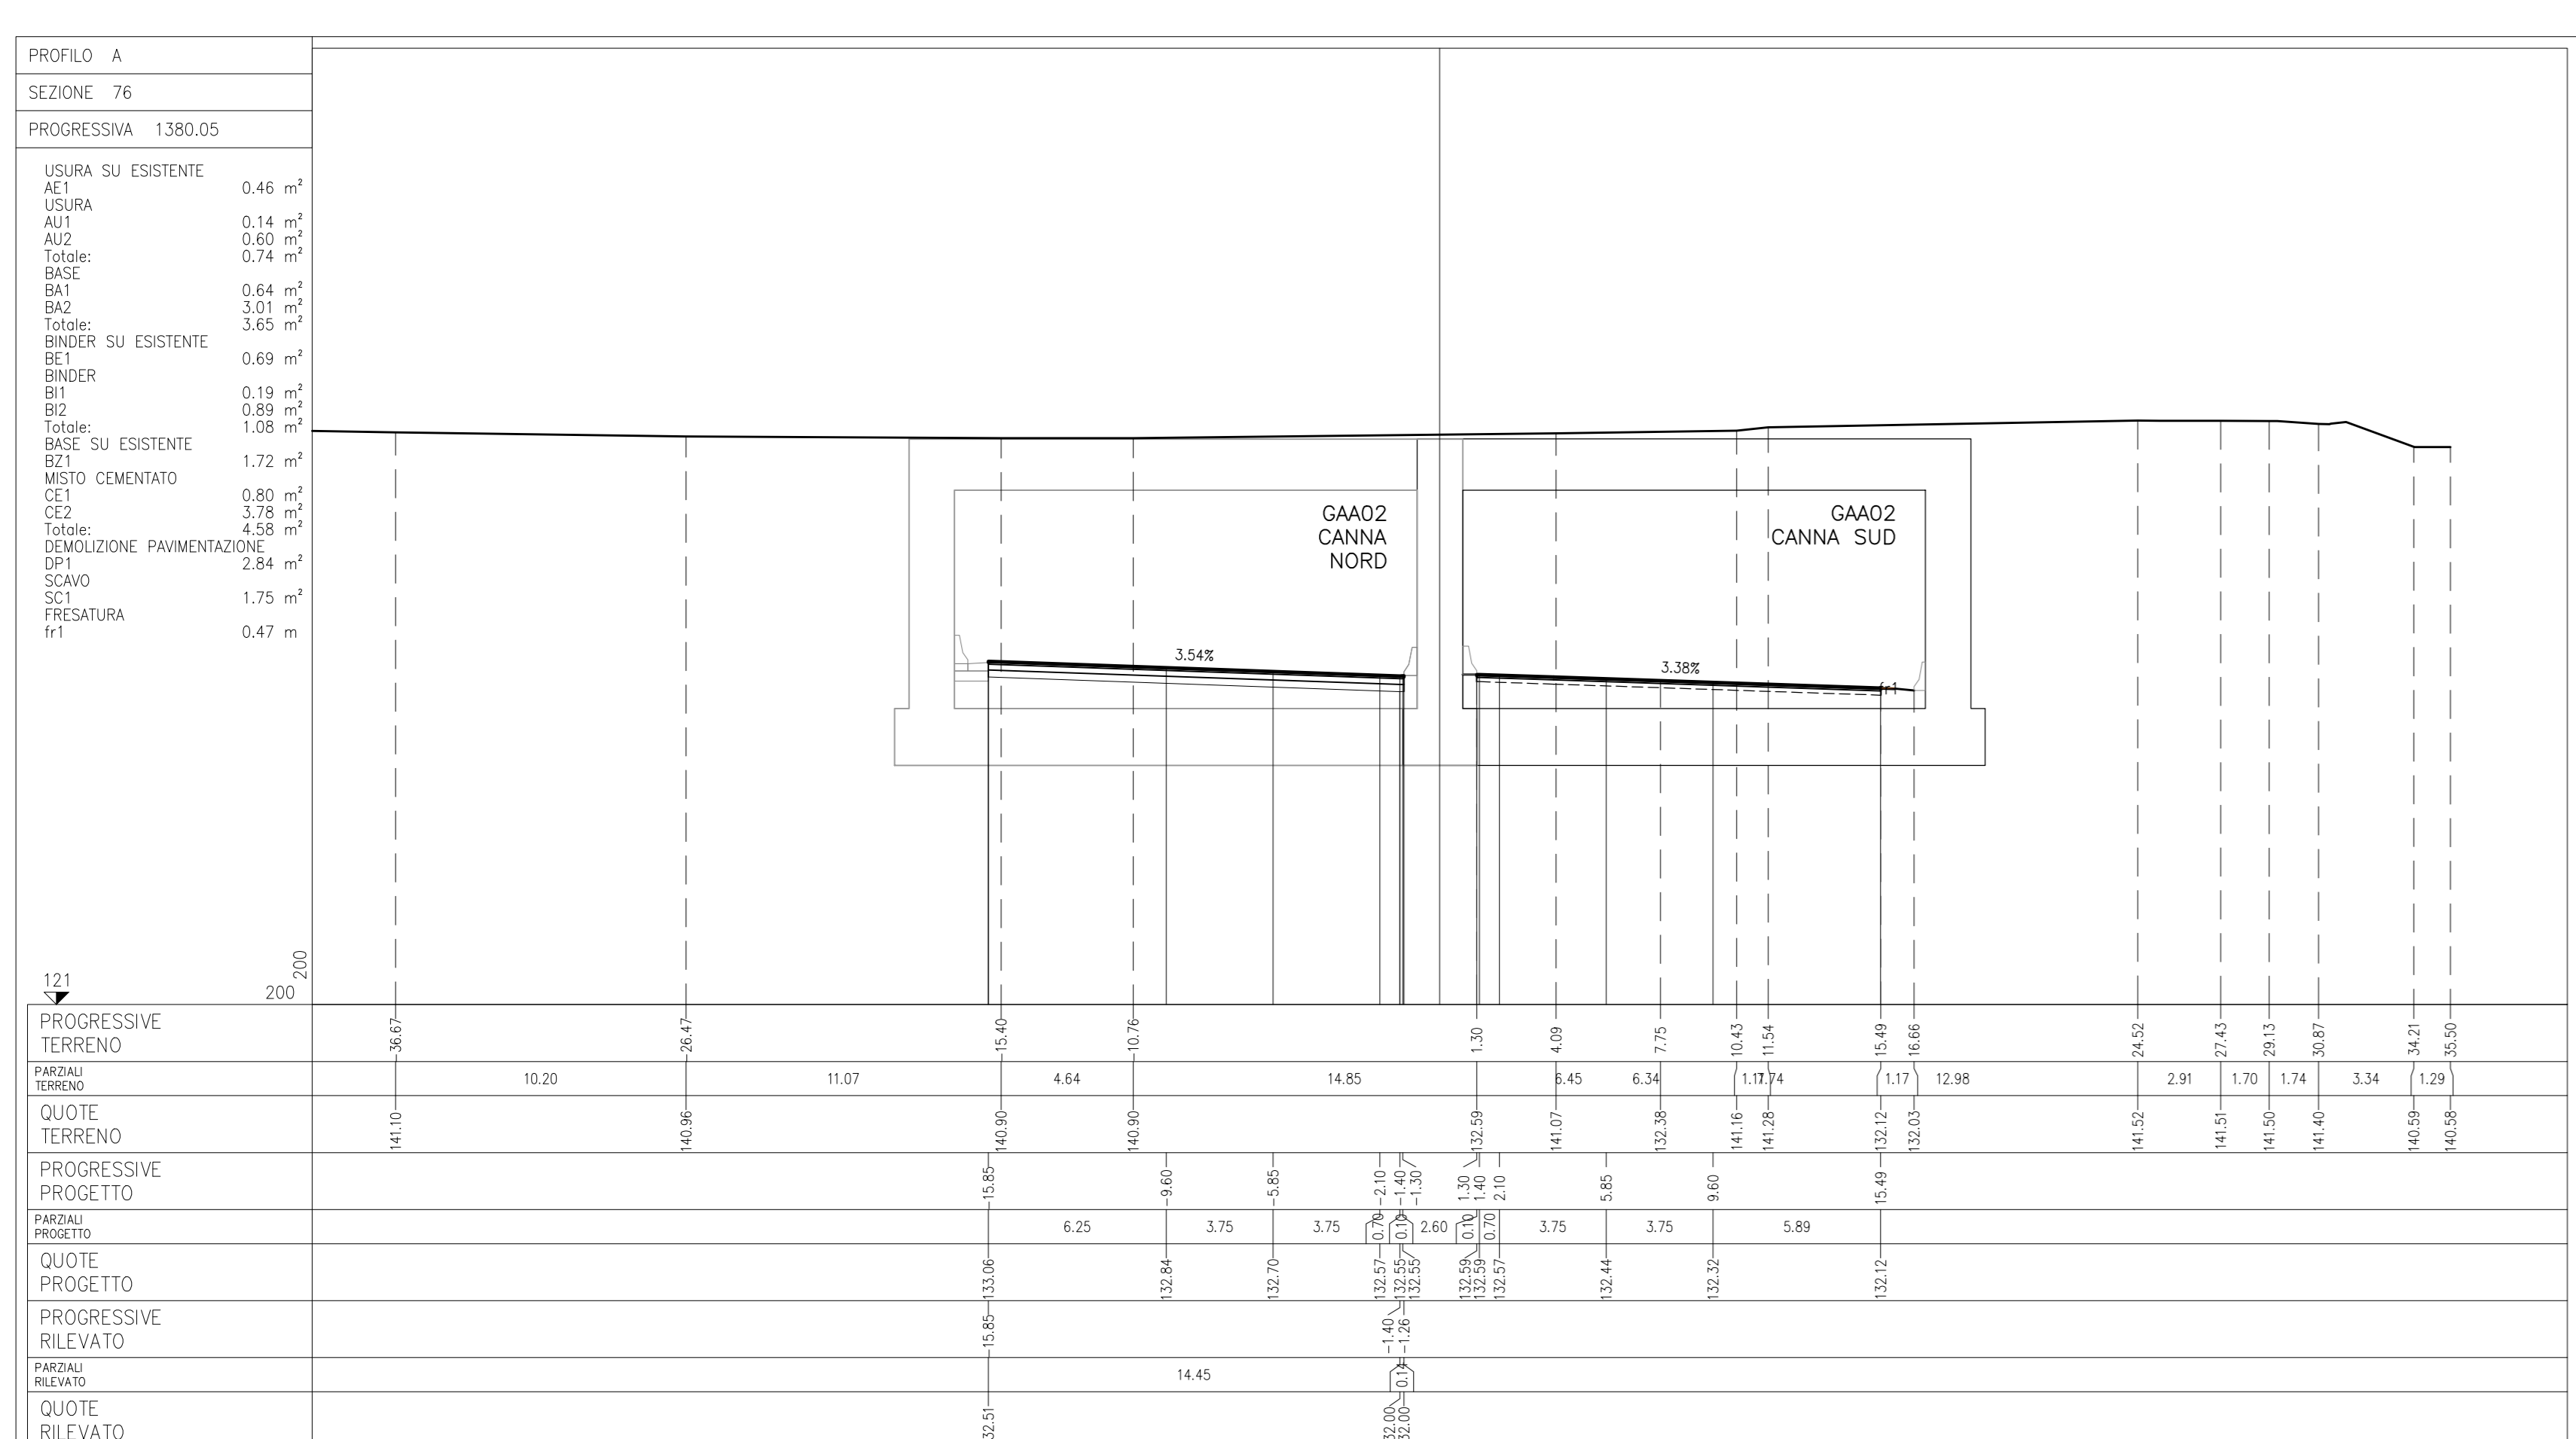 PROFILO A
SEZIONE 76
PROGRESSIVA 1380.05
USURA SU ESISTENTE
AE1 0.46 m²
USURA
AU1 0.14 m²
AU2 0.60 m²
Totale: 0.74 m²
BASE
BA1 0.64 m²
BA2 3.01 m²
Totale: 3.65 m²
BINDER SU ESISTENTE
BE1 0.69 m²
BINDER
BI1 0.19 m²
BI2 0.89 m²
Totale: 1.08 m²
BASE SU ESISTENTE
BZ1 1.72 m²
MISTO CEMENTATO
CE1 0.80 m²
CE2 3.78 m²
Totale: 4.58 m²
DEMOLIZIONE PAVIMENTAZIONE
DP1 2.84 m²
SCAVO
SC1 1.75 m²
FRESATURA
fr1 0.47 m
GAA02
CANNA
NORD
GAA02
CANNA SUD
3.54%
3.38%
fr1
121
200
200
PROGRESSIVE
TERRENO
-36.67 -26.47 -15.40 -10.76 1.30 4.09 7.75 10.43 11.54 15.49 16.66 24.52 27.43 29.13 30.87 34.21 35.50
PARZIALI
TERRENO
10.20 11.07 4.64 14.85 6.45 6.34 1.11 1.17 12.98 2.91 1.70 1.74 3.34 1.29
QUOTE
TERRENO
141.10 140.96 140.90 140.90 132.59 141.07 132.38 141.16 141.28 132.12 132.03 141.52 141.51 141.50 141.40 140.59 140.58
PROGRESSIVE
PROGETTO
-15.85 -9.60 -5.85 -2.10 -1.40 -1.30 1.30 1.40 2.10 5.85 9.60 15.49
PARZIALI
PROGETTO
6.25 3.75 3.75 0.70 0.10 2.60 0.10 0.70 3.75 3.75 5.89
QUOTE
PROGETTO
133.06 132.84 132.70 132.57 132.55 132.55 132.59 132.59 132.57 132.44 132.32 132.12
PROGRESSIVE
RILEVATO
-15.85 -1.40 -1.26
PARZIALI
RILEVATO
14.45 0.14
QUOTE
RILEVATO
32.51 32.00 32.00